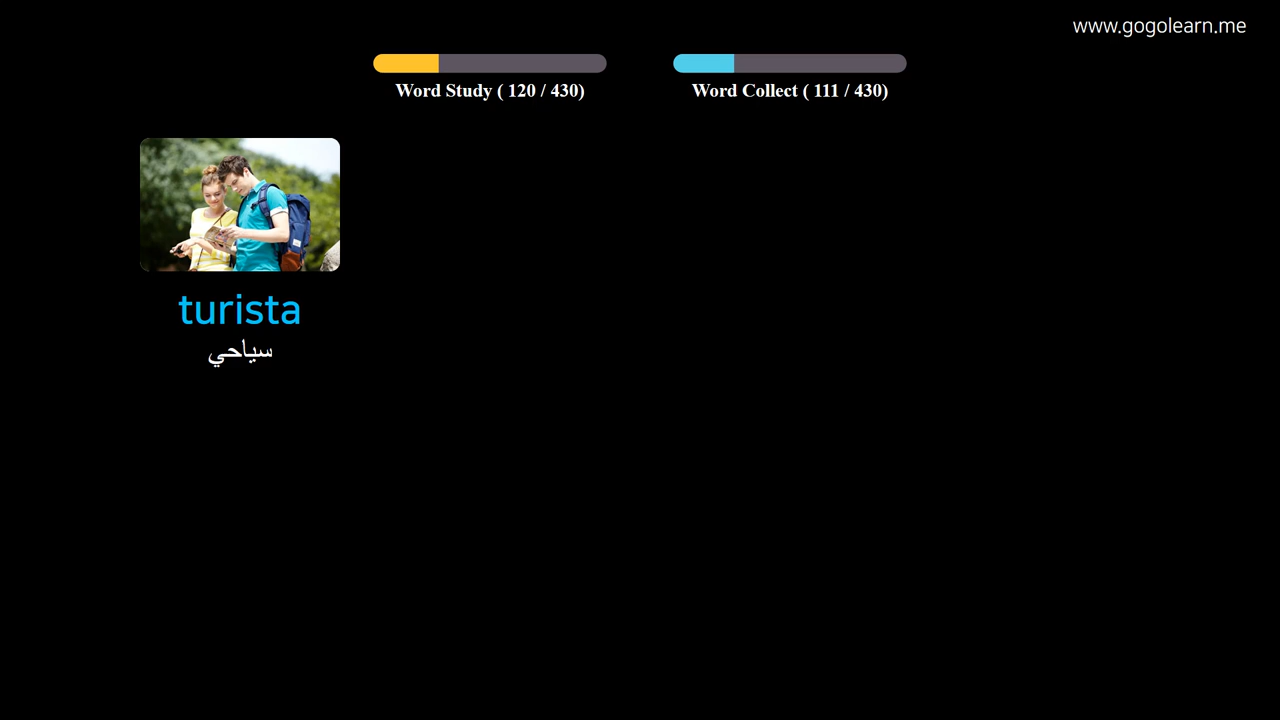 www.gogolearn.me
Word Study ( 120 / 430)
Word Collect ( 111 / 430)
turista
سياحي